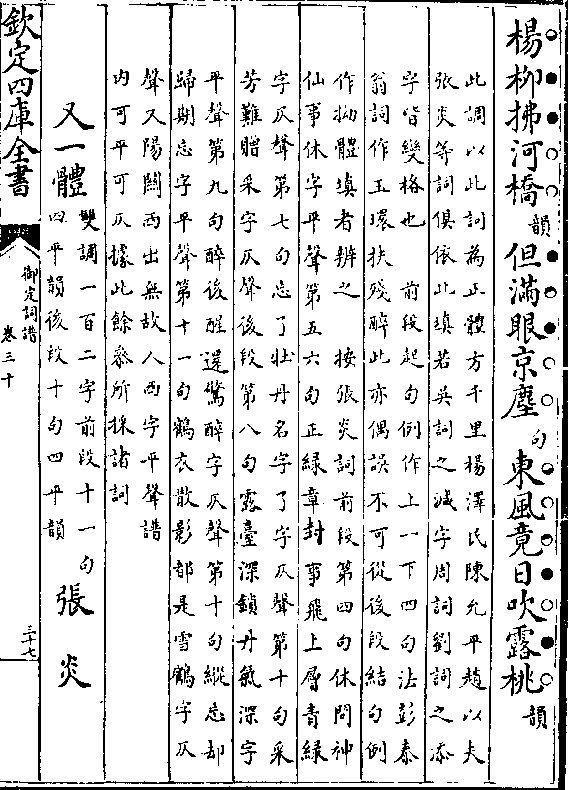 楊柳拂河橋韻但滿眼京塵句東風竟日吹露桃韻
此調以此詞為正體方千里楊澤民陳允平趙以夫
張炎等詞俱依此填若吳詞之減字周詞劉詞之添
字皆變格也　前段起句例作上一下四句法彭泰
翁詞作玉環扶殘醉此亦偶誤不可從後段結句例
作拗體填者辨之　按張炎詞前段第四句休問神
仙事休字平聲第五六句正綠章封事飛上層青綠
字仄聲第七句忘了牡丹名字了字仄聲第十句采
芳難贈采字仄聲後段第八句露臺深鎖丹氣深字
平聲第九句醉後醒還驚醉字仄聲第十句縱忘却
歸期忘字平聲第十一句鶴衣散影都是雪鶴字仄
聲又陽關西出無故人西字平聲譜
内可平可仄據此餘叅所採諸詞
又一體雙調一百二字前段十一句
四平韻後段十句四平韻
張炎
欽定四庫全書
御定詞譜
卷三十
三十七